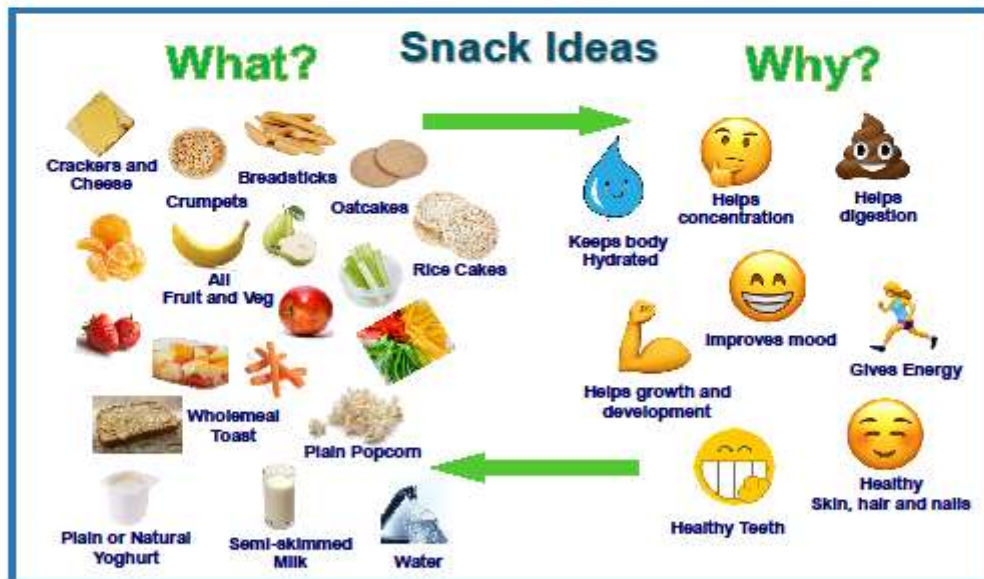 Snack Ideas
What?
Why?
Crackers and
Cheese
Crumpets
Breadsticks
Oatcakes
Rice Cakes
All
Fruit and Veg
Wholemeal
Toast
Plain Popcorn
Plain or Natural
Yoghurt
Semi-skimmed
Milk
Water
Keeps body
Hydrated
Helps
concentration
Helps
digestion
Improves mood
Helps growth and
development
Gives Energy
Healthy Teeth
Healthy
Skin, hair and nails